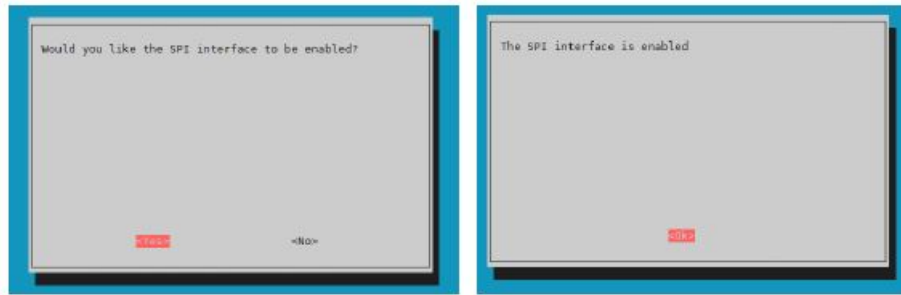 Would you like the SPI interface to be enabled?
<Yes>
<No>
The SPI interface is enabled
<Ok>